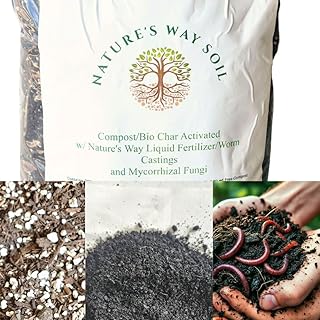 NATURE'S WAY SOIL
Compost/Bio Char Activated
w/ Nature's Way Liquid Fertilizer/Worm
Castings
and Mycorrhizal Fungi